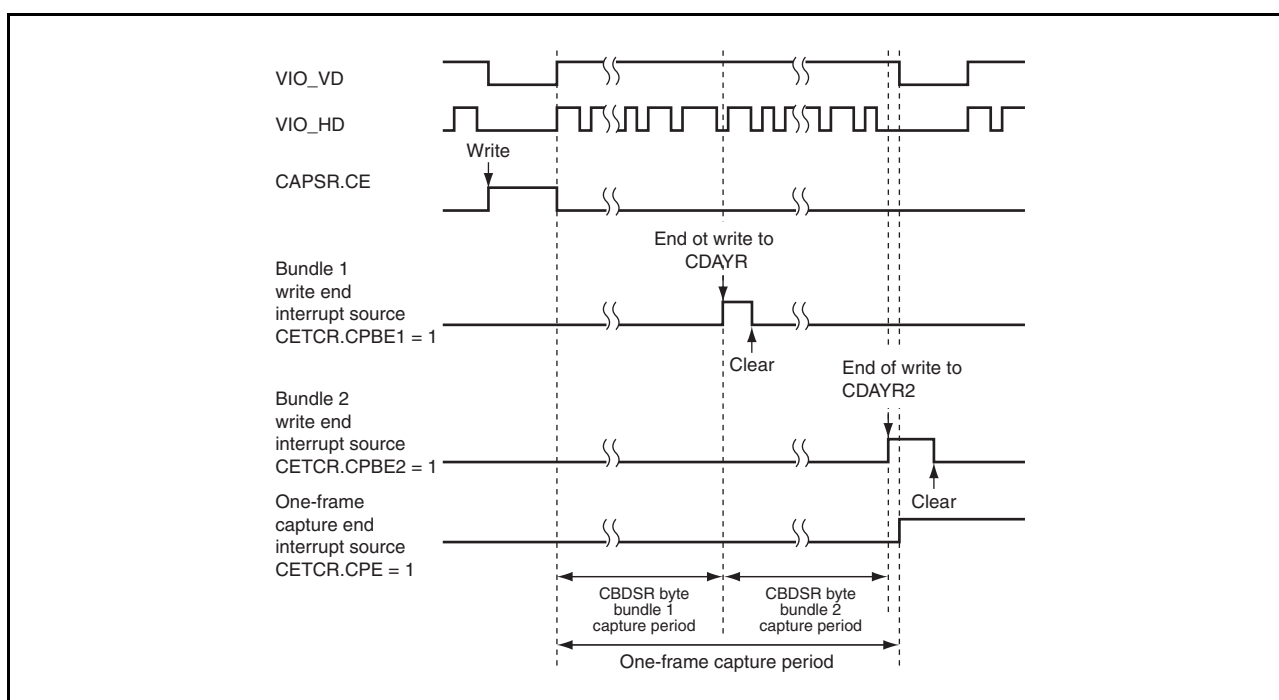 VIO_VD
VIO_HD
Write
CAPSR.CE
End ot write to
CDAYR
Bundle 1
write end
interrupt source
CETCR.CPBE1 = 1
Clear
End of write to
CDAYR2
Bundle 2
write end
interrupt source
CETCR.CPBE2 = 1
Clear
One-frame
capture end
interrupt source
CETCR.CPE = 1
CBDSR byte
bundle 1
capture period
CBDSR byte
bundle 2
capture period
One-frame capture period